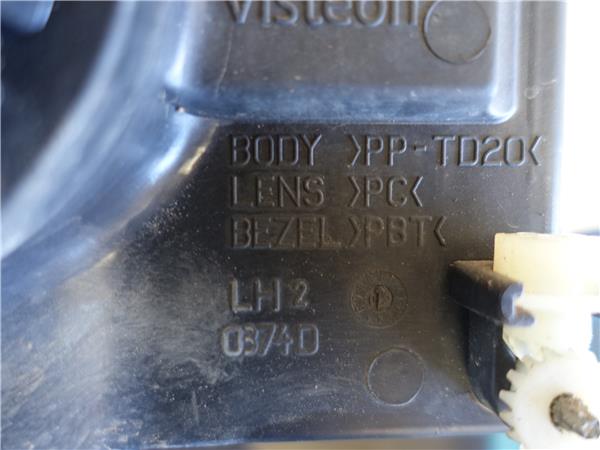 Visteon
BODY >PP-TD20<
LENS >PC<
BEZEL >PBT<
LH2
0374D